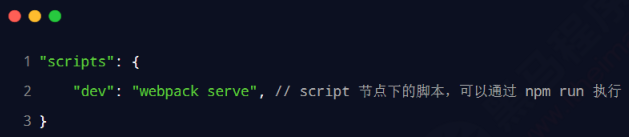 1 "scripts": {
2 "dev": "webpack serve", // script 节点下的脚本，可以通过 npm run 执行
3 }